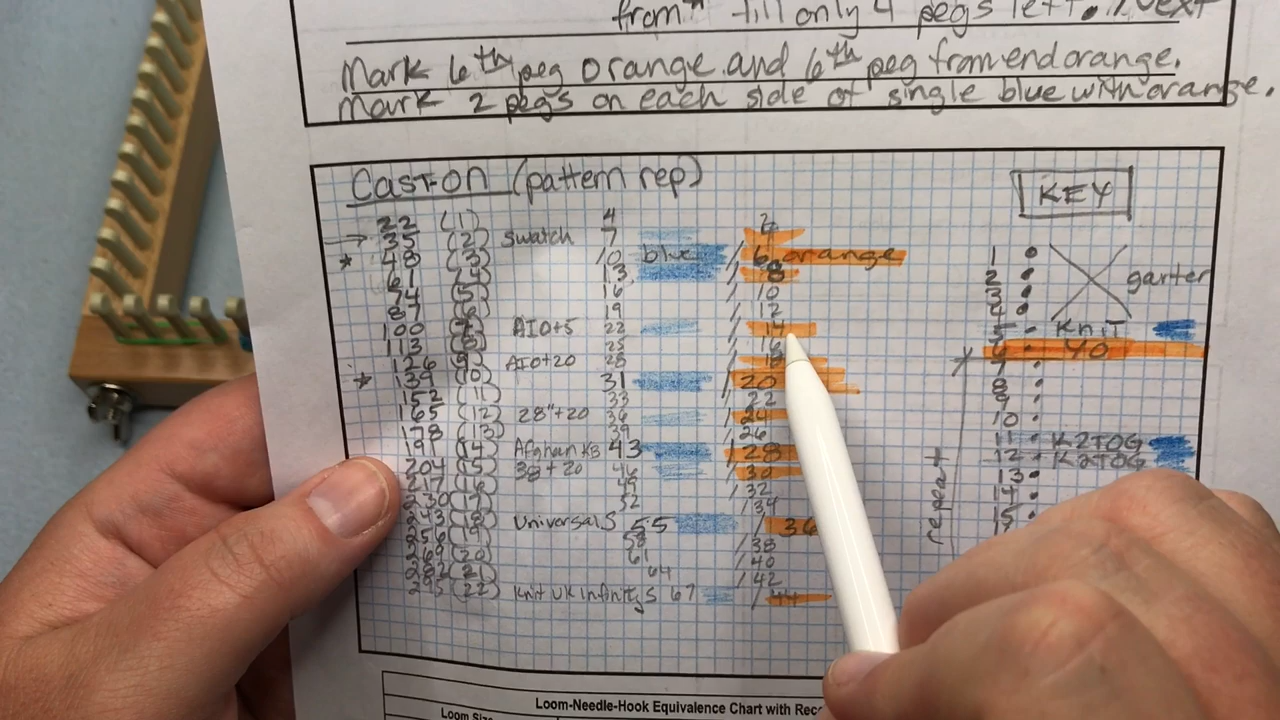 from till only 4 pegs left. Next
Mark 6th peg orange and 6th peg from end orange.
Mark 2 pegs on each side of single blue with orange.
Cast-on (pattern rep)
KEY
22 (1) 4 2
35 (2) swatch 7
* 48 (3) 10 blue / 6 orange
61 (4) 13 / 8
74 (5) 16 / 10
87 (6) 19 / 12
100 (7) AIO+5 22 / 14
113 (8) 25 / 16
126 (9) AIO+20 28 / 18
* 139 (10) 31 / 20
152 (11) 33 22
165 (12) 28"+20 36 / 24
178 (13) 39 / 26
191 (14) Afghan KB 43 / 28
204 (15) 38+20 46 / 30
217 (16) 49 / 32
230 (17) 52 / 34
243 (18) Universal S 55 / 36
256 (19) 58 / 38
269 (20) 61 / 40
282 (21) 64 / 42
295 (22) Knit UK Infinity S 67 / 44
1
2 garter
3
4
5 Knit
6 YO
7
8
9
10
11 K2TOG
12 K2TOG
13
14
15
repeat
Loom-Needle-Hook Equivalence Chart with
Loom Size